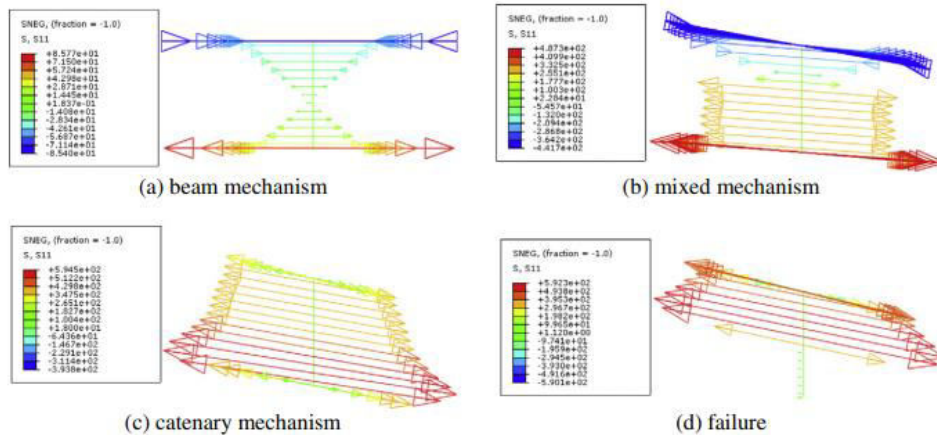 SNEG, (fraction = -1.0)
S, S11
+8.577e+01
+7.150e+01
+5.724e+01
+4.298e+01
+2.871e+01
+1.445e+01
+1.837e-01
-1.408e+01
-2.834e+01
-4.261e+01
-5.687e+01
-7.114e+01
-8.540e+01
(a) beam mechanism
SNEG, (fraction = -1.0)
S, S11
+4.873e+02
+4.099e+02
+3.325e+02
+2.551e+02
+1.777e+02
+1.003e+02
+2.284e+01
-5.457e+01
-1.320e+02
-2.094e+02
-2.868e+02
-3.642e+02
-4.417e+02
(b) mixed mechanism
SNEG, (fraction = -1.0)
S, S11
+5.945e+02
+5.122e+02
+4.298e+02
+3.475e+02
+2.651e+02
+1.827e+02
+1.004e+02
+1.800e+01
-6.436e+01
-1.467e+02
-2.291e+02
-3.114e+02
-3.938e+02
(c) catenary mechanism
SNEG, (fraction = -1.0)
S, S11
+5.923e+02
+4.938e+02
+3.953e+02
+2.967e+02
+1.982e+02
+9.965e+01
+1.120e+00
-9.741e+01
-1.959e+02
-2.945e+02
-3.930e+02
-4.916e+02
-5.901e+02
(d) failure